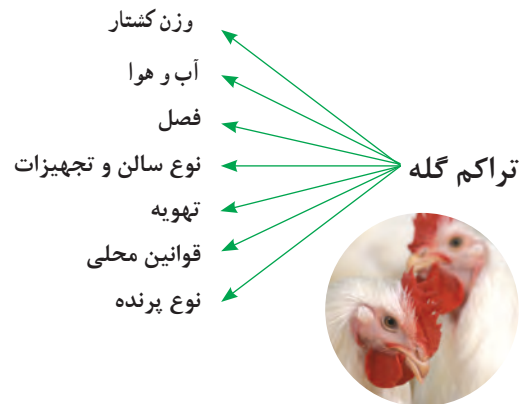 تراکم گله
وزن کشتار
آب و هوا
فصل
نوع سالن و تجهیزات
تهویه
قوانین محلی
نوع پرنده